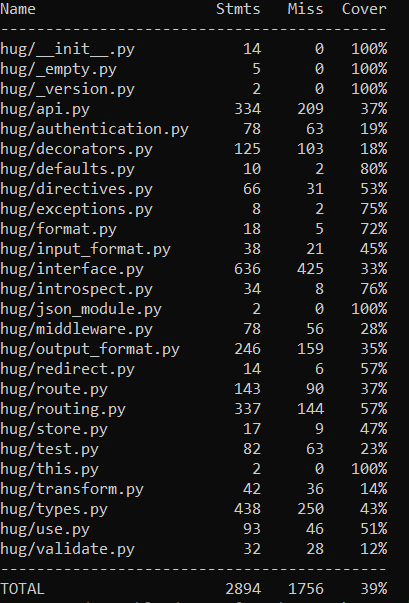 Name Stmts Miss Cover
-------------------------------------------
hug/__init__.py 14 0 100%
hug/_empty.py 5 0 100%
hug/_version.py 2 0 100%
hug/api.py 334 209 37%
hug/authentication.py 78 63 19%
hug/decorators.py 125 103 18%
hug/defaults.py 10 2 80%
hug/directives.py 66 31 53%
hug/exceptions.py 8 2 75%
hug/format.py 18 5 72%
hug/input_format.py 38 21 45%
hug/interface.py 636 425 33%
hug/introspect.py 34 8 76%
hug/json_module.py 2 0 100%
hug/middleware.py 78 56 28%
hug/output_format.py 246 159 35%
hug/redirect.py 14 6 57%
hug/route.py 143 90 37%
hug/routing.py 337 144 57%
hug/store.py 17 9 47%
hug/test.py 82 63 23%
hug/this.py 2 0 100%
hug/transform.py 42 36 14%
hug/types.py 438 250 43%
hug/use.py 93 46 51%
hug/validate.py 32 28 12%
-------------------------------------------
TOTAL 2894 1756 39%